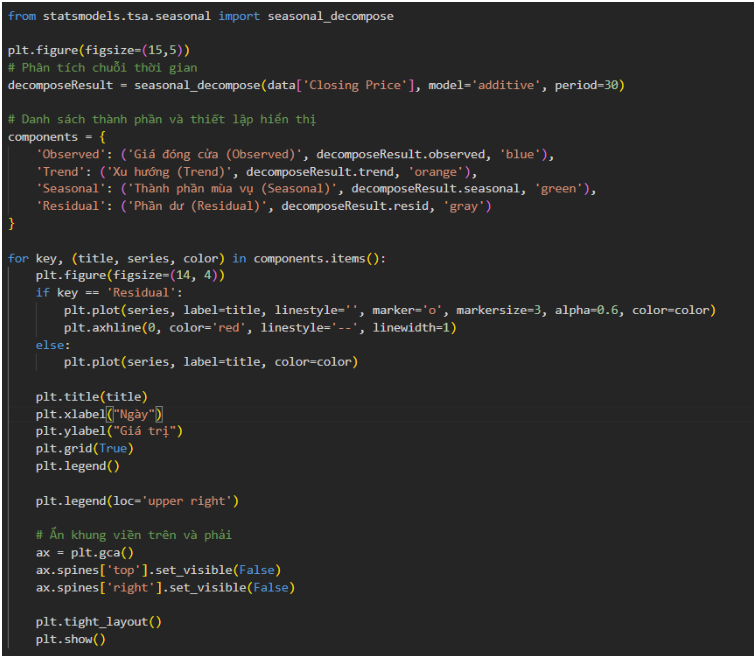 from statsmodels.tsa.seasonal import seasonal_decompose
plt.figure(figsize=(15,5))
# Phân tích chuỗi thời gian
decomposeResult = seasonal_decompose(data['Closing Price'], model='additive', period=30)
# Danh sách thành phần và thiết lập hiển thị
components = {
    'Observed': ('Giá đóng cửa (Observed)', decomposeResult.observed, 'blue'),
    'Trend': ('Xu hướng (Trend)', decomposeResult.trend, 'orange'),
    'Seasonal': ('Thành phần mùa vụ (Seasonal)', decomposeResult.seasonal, 'green'),
    'Residual': ('Phần dư (Residual)', decomposeResult.resid, 'gray')
}
for key, (title, series, color) in components.items():
    plt.figure(figsize=(14, 4))
    if key == 'Residual':
        plt.plot(series, label=title, linestyle='', marker='o', markersize=3, alpha=0.6, color=color)
        plt.axhline(0, color='red', linestyle='--', linewidth=1)
    else:
        plt.plot(series, label=title, color=color)
    plt.title(title)
    plt.xlabel("Ngày")
    plt.ylabel("Giá trị")
    plt.grid(True)
    plt.legend()
    plt.legend(loc='upper right')
    # Ẩn khung viền trên và phải
    ax = plt.gca()
    ax.spines['top'].set_visible(False)
    ax.spines['right'].set_visible(False)
    plt.tight_layout()
    plt.show()